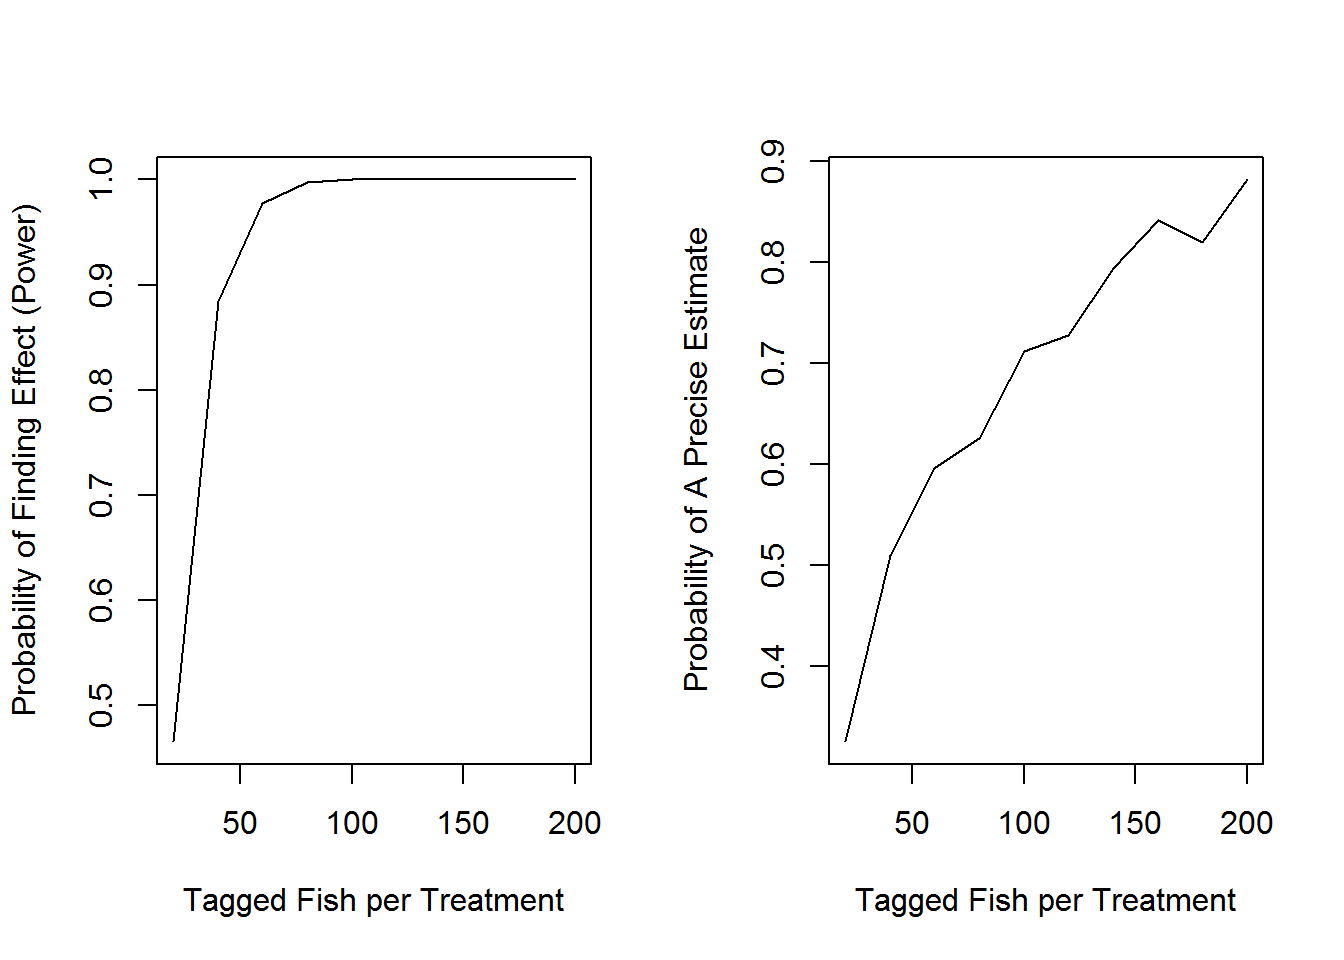 Probability of Finding Effect (Power)
1.0
0.9
0.8
0.7
0.6
0.5
50 100 150 200
Tagged Fish per Treatment
Probability of A Precise Estimate
0.9
0.8
0.7
0.6
0.5
0.4
50 100 150 200
Tagged Fish per Treatment